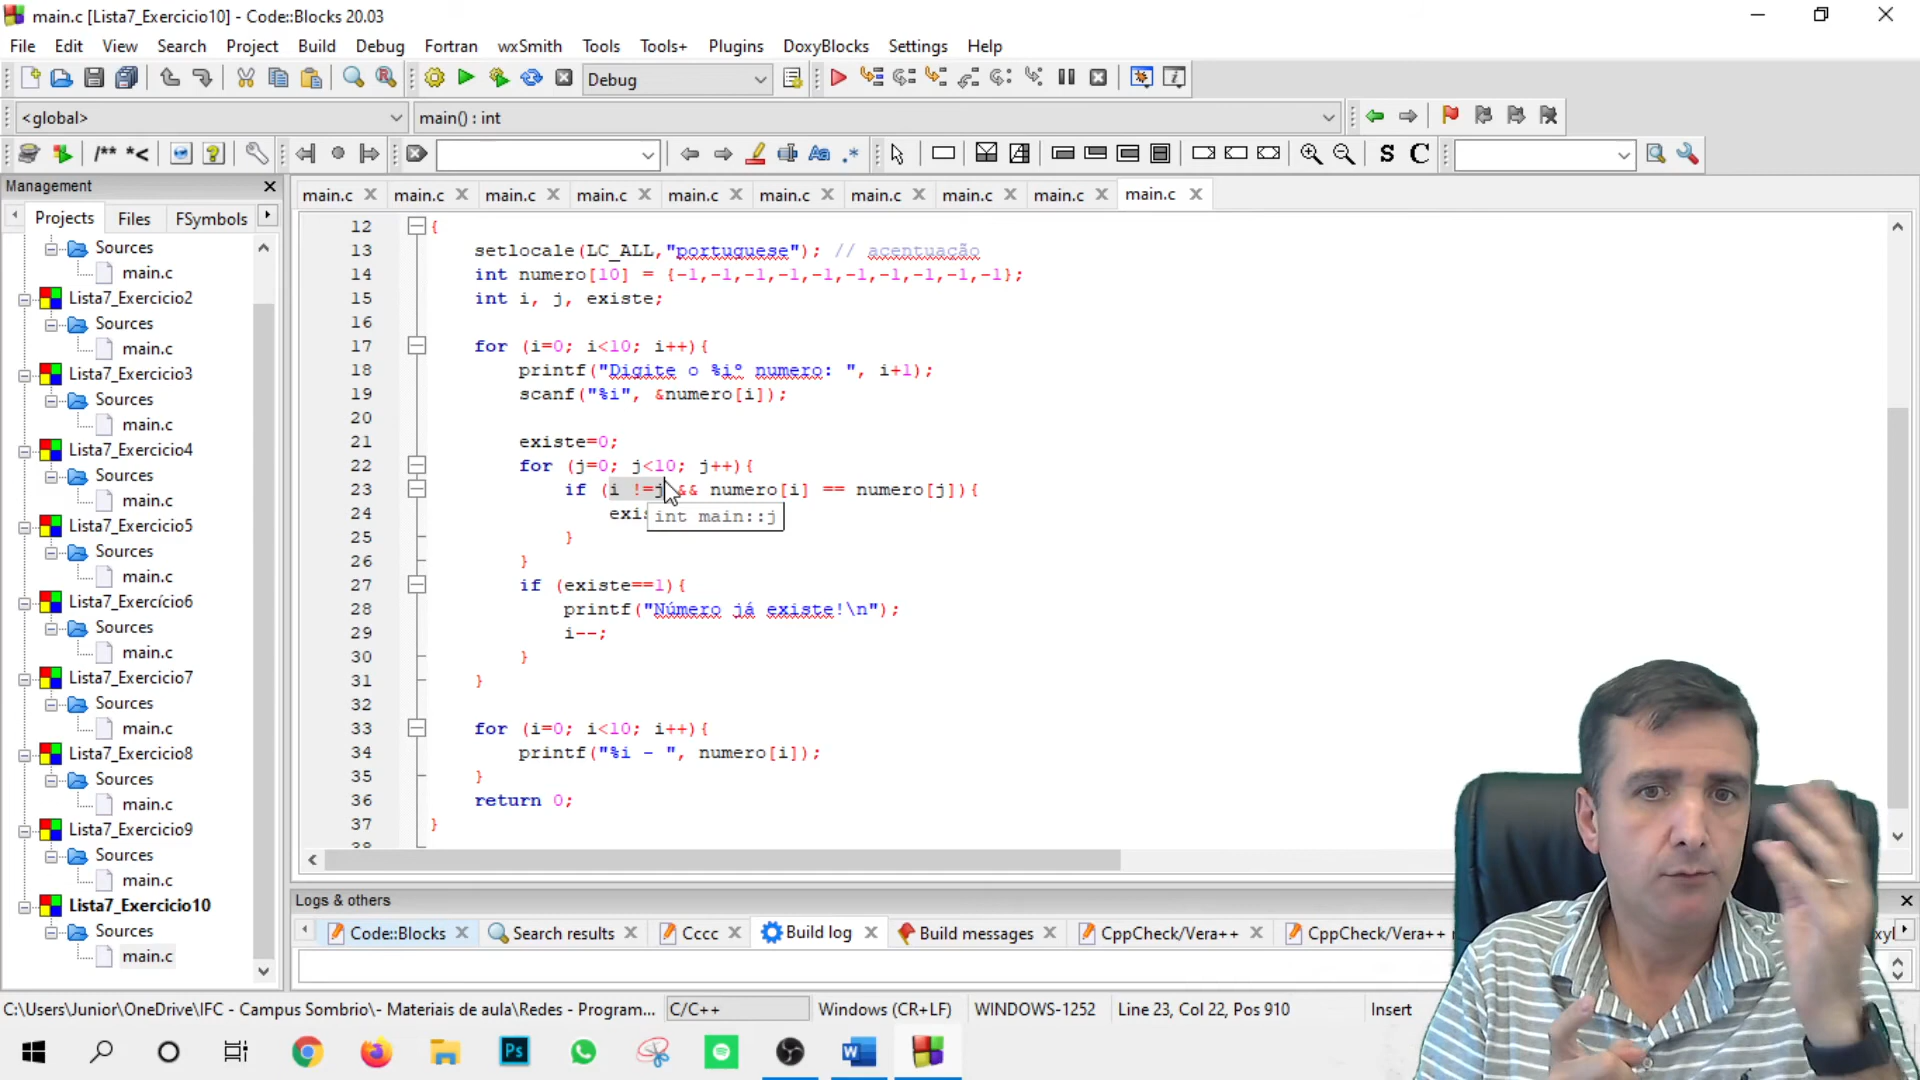 main.c [Lista7_Exercicio10] - Code::Blocks 20.03
File Edit View Search Project Build Debug Fortran wxSmith Tools Tools+ Plugins DoxyBlocks Settings Help
Debug
<global> main() : int
/** *< Aa .* S C
Management
main.c main.c main.c main.c main.c main.c main.c main.c main.c main.c
Projects Files FSymbols
Sources
main.c
Lista7_Exercicio2
Sources
main.c
Lista7_Exercicio3
Sources
main.c
Lista7_Exercicio4
Sources
main.c
Lista7_Exercicio5
Sources
main.c
Lista7_Exercício6
Sources
main.c
Lista7_Exercicio7
Sources
main.c
Lista7_Exercicio8
Sources
main.c
Lista7_Exercicio9
Sources
main.c
Lista7_Exercicio10
Sources
main.c
12 {
13 setlocale(LC_ALL,"portuguese"); // acentuação
14 int numero[10] = {-1,-1,-1,-1,-1,-1,-1,-1,-1,-1};
15 int i, j, existe;
16
17 for (i=0; i<10; i++){
18 printf("Digite o %iº numero: ", i+1);
19 scanf("%i", &numero[i]);
20
21 existe=0;
22 for (j=0; j<10; j++){
23 if (i !=j && numero[i] == numero[j]){
24 exis
int main::j
25 }
26 }
27 if (existe==1){
28 printf("Número já existe!\n");
29 i--;
30 }
31 }
32
33 for (i=0; i<10; i++){
34 printf("%i - ", numero[i]);
35 }
36 return 0;
37 }
38
Logs & others
Code::Blocks Search results Cccc Build log Build messages CppCheck/Vera++ CppCheck/Vera++
C:\Users\Junior\OneDrive\IFC - Campus Sombrio\- Materiais de aula\Redes - Program... C/C++ Windows (CR+LF) WINDOWS-1252 Line 23, Col 22, Pos 910 Insert
Ps W